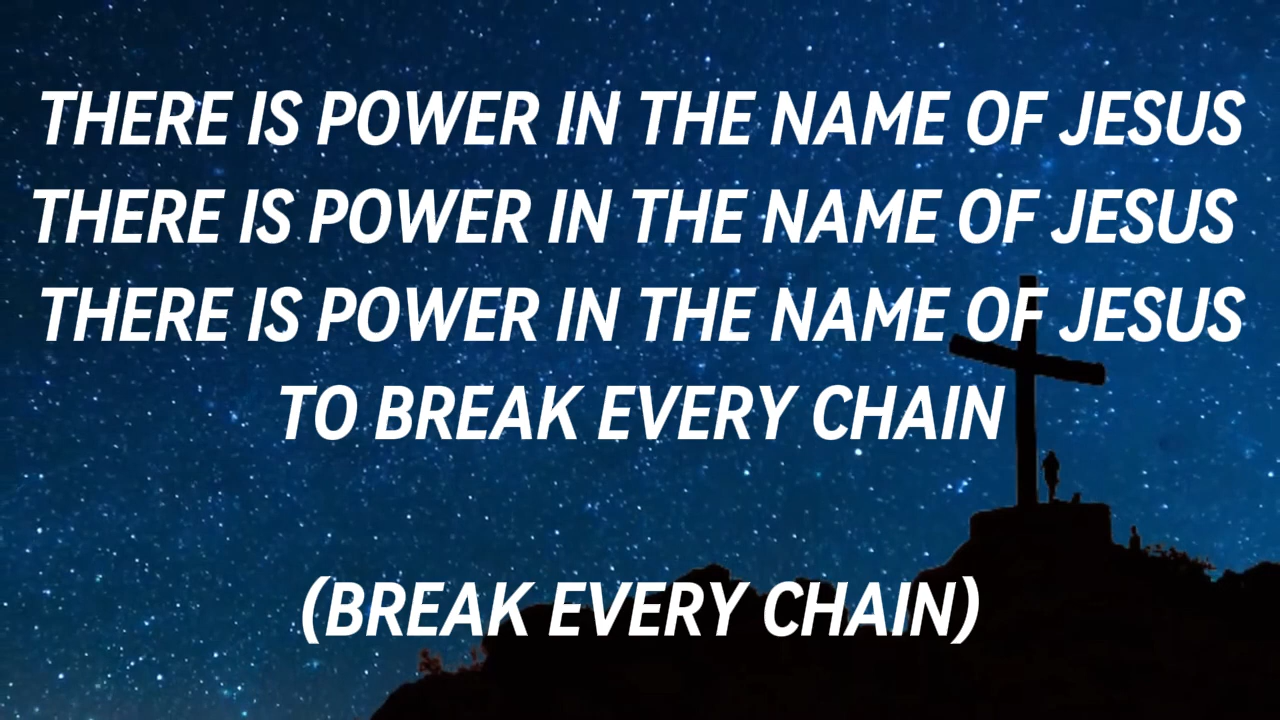 THERE IS POWER IN THE NAME OF JESUS
THERE IS POWER IN THE NAME OF JESUS
THERE IS POWER IN THE NAME OF JESUS
TO BREAK EVERY CHAIN
(BREAK EVERY CHAIN)